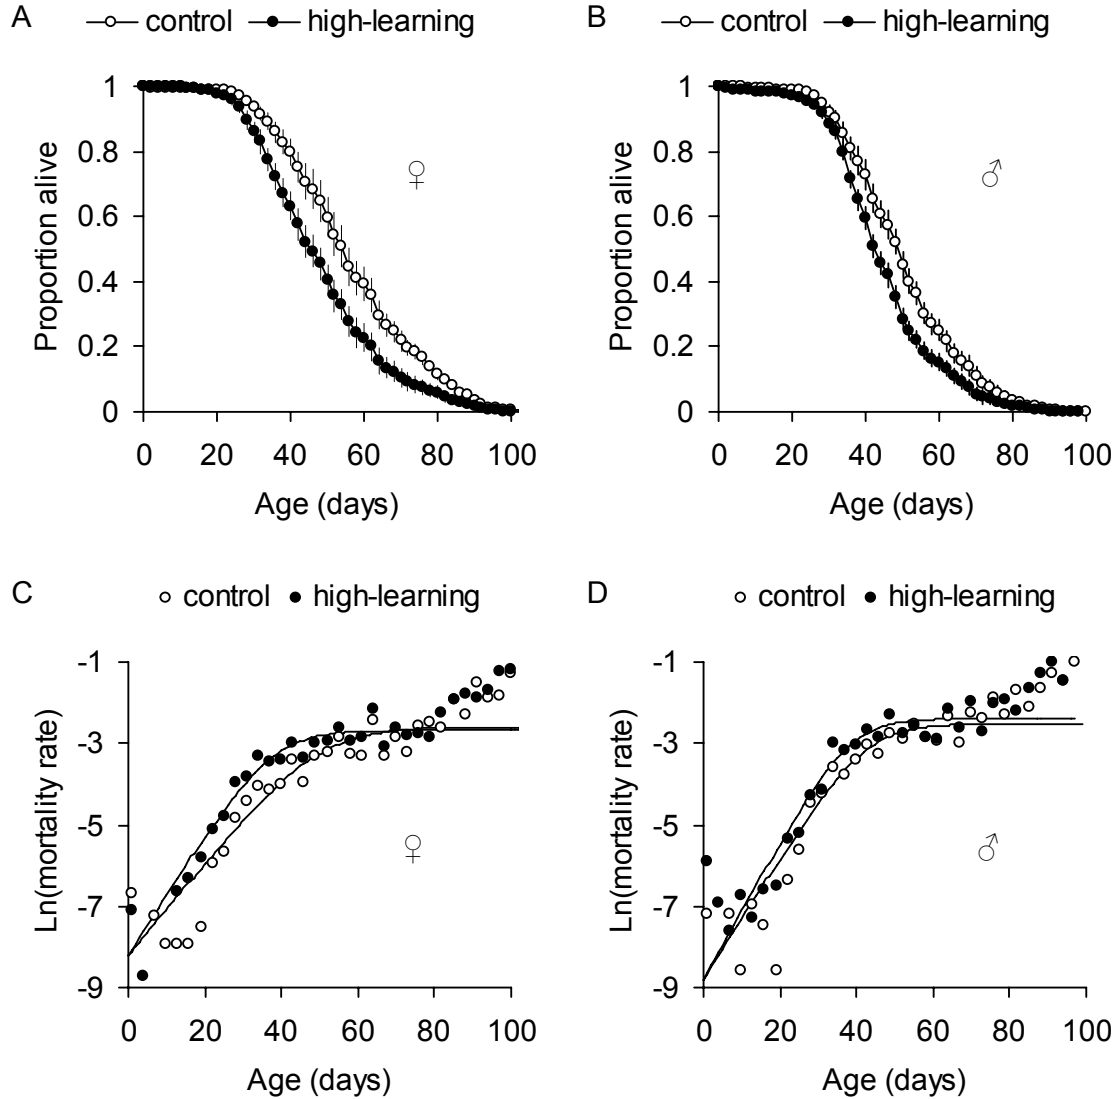 A
control high-learning
1
0.8
0.6
0.4
0.2
0
Proportion alive
♀
0 20 40 60 80 100
Age (days)
B
control high-learning
1
0.8
0.6
0.4
0.2
0
Proportion alive
♂
0 20 40 60 80 100
Age (days)
C
control high-learning
-1
-3
-5
-7
-9
Ln(mortality rate)
♀
0 20 40 60 80 100
Age (days)
D
control high-learning
-1
-3
-5
-7
-9
Ln(mortality rate)
♂
0 20 40 60 80 100
Age (days)